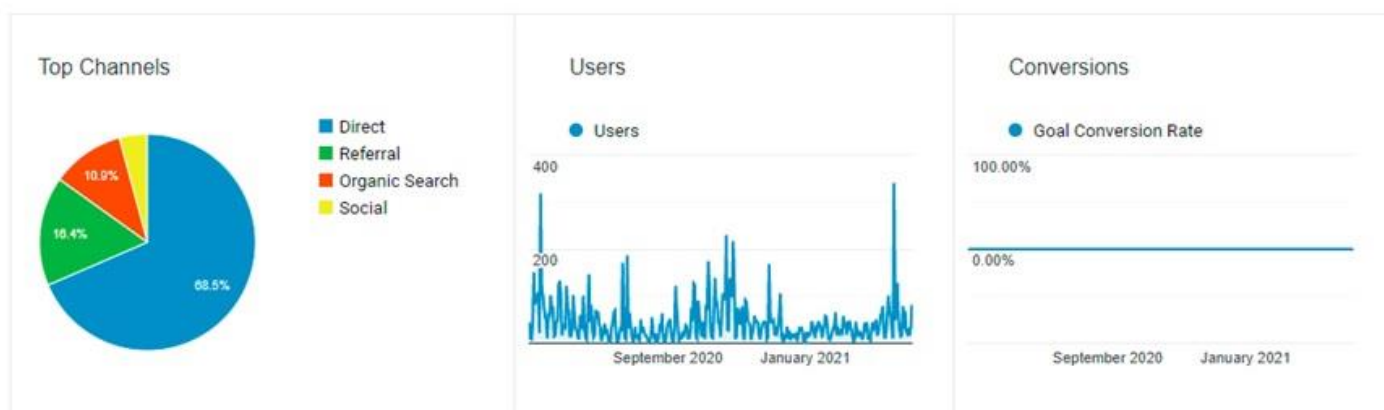 Top Channels
Direct
Referral
Organic Search
Social
10.9%
16.4%
68.5%
Users
Users
400
200
September 2020
January 2021
Conversions
Goal Conversion Rate
100.00%
0.00%
September 2020
January 2021